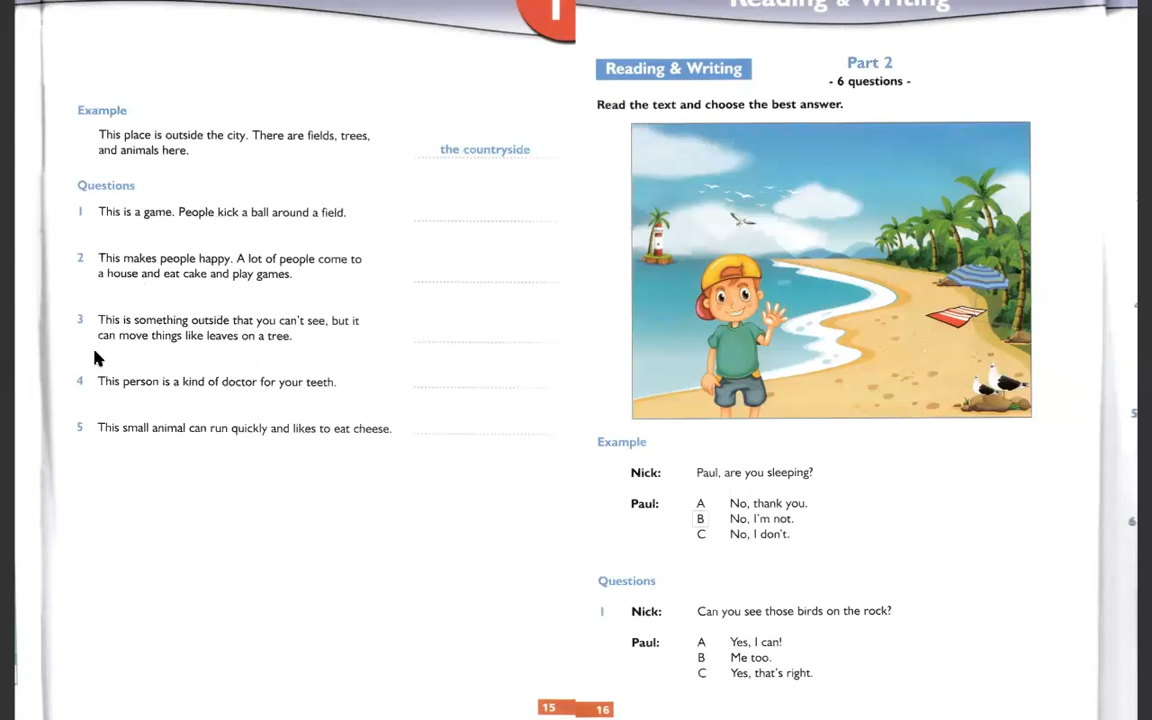 1
Example
This place is outside the city. There are fields, trees,
and animals here.
the countryside
Questions
1 This is a game. People kick a ball around a field.
2 This makes people happy. A lot of people come to
a house and eat cake and play games.
3 This is something outside that you can't see, but it
can move things like leaves on a tree.
4 This person is a kind of doctor for your teeth.
5 This small animal can run quickly and likes to eat cheese.
15
Reading & Writing
Reading & Writing
Part 2
- 6 questions -
Read the text and choose the best answer.
Example
Nick: Paul, are you sleeping?
Paul: A No, thank you.
B No, I'm not.
C No, I don't.
Questions
1 Nick: Can you see those birds on the rock?
Paul: A Yes, I can!
B Me too.
C Yes, that's right.
16
5
6